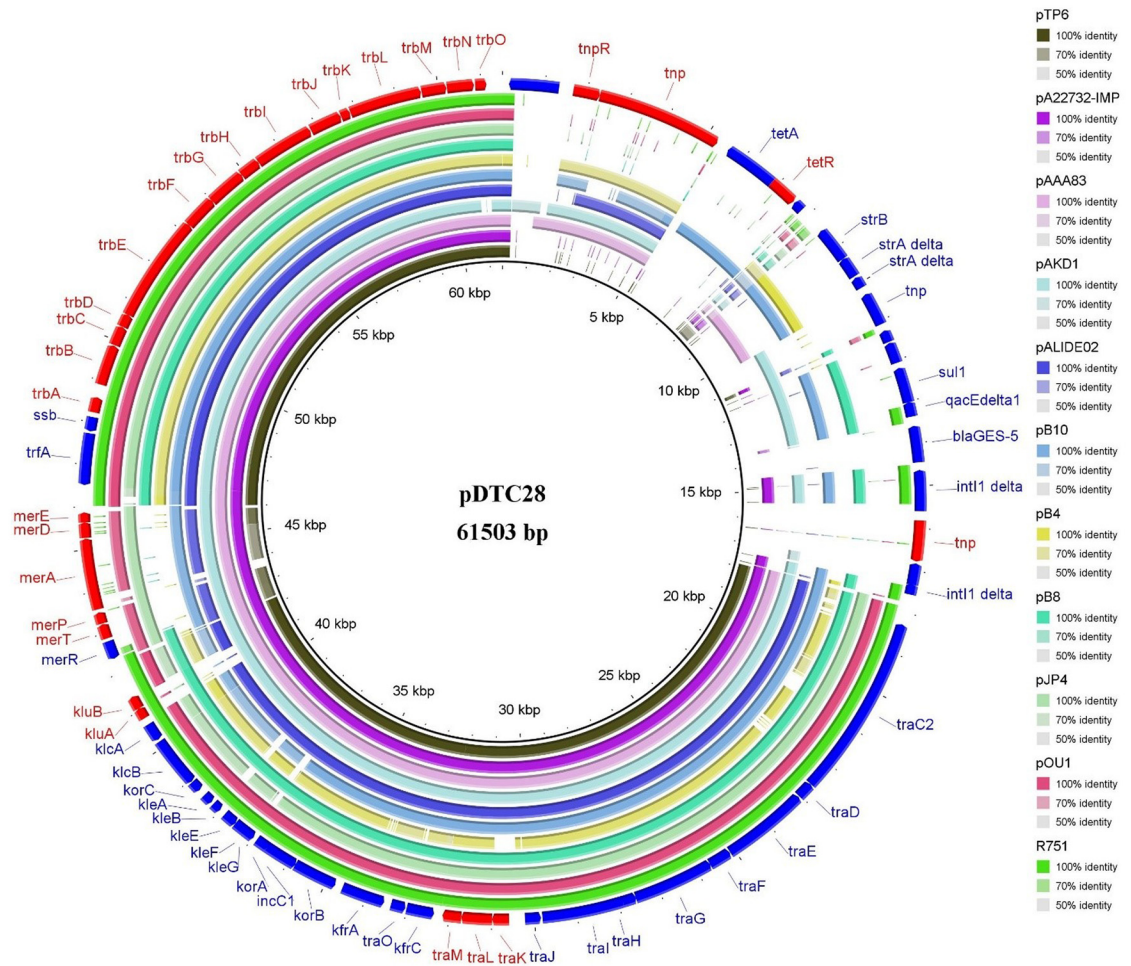 trbO
trbN
trbM
trbL
trbK
trbJ
trbI
trbH
trbG
trbF
trbE
trbD
trbC
trbB
trbA
ssb
trfA
merE
merD
merA
merP
merT
merR
kluB
kluA
klcA
klcB
korC
kleA
kleB
kleE
kleF
kleG
korA
incC1
korB
kfrA
traO
kfrC
traM
traL
traK
traJ
traI
traH
traG
traF
traE
traD
traC2
intI1 delta
tnp
intI1 delta
blaGES-5
qacEdelta1
sul1
tnp
strA delta
strA delta
strB
tetR
tetA
tnp
tnpR
60 kbp
5 kbp
10 kbp
15 kbp
20 kbp
25 kbp
30 kbp
35 kbp
40 kbp
45 kbp
50 kbp
55 kbp
pDTC28
61503 bp
pTP6
100% identity
70% identity
50% identity
pA22732-IMP
100% identity
70% identity
50% identity
pAAA83
100% identity
70% identity
50% identity
pAKD1
100% identity
70% identity
50% identity
pALIDE02
100% identity
70% identity
50% identity
pB10
100% identity
70% identity
50% identity
pB4
100% identity
70% identity
50% identity
pB8
100% identity
70% identity
50% identity
pJP4
100% identity
70% identity
50% identity
pOU1
100% identity
70% identity
50% identity
R751
100% identity
70% identity
50% identity